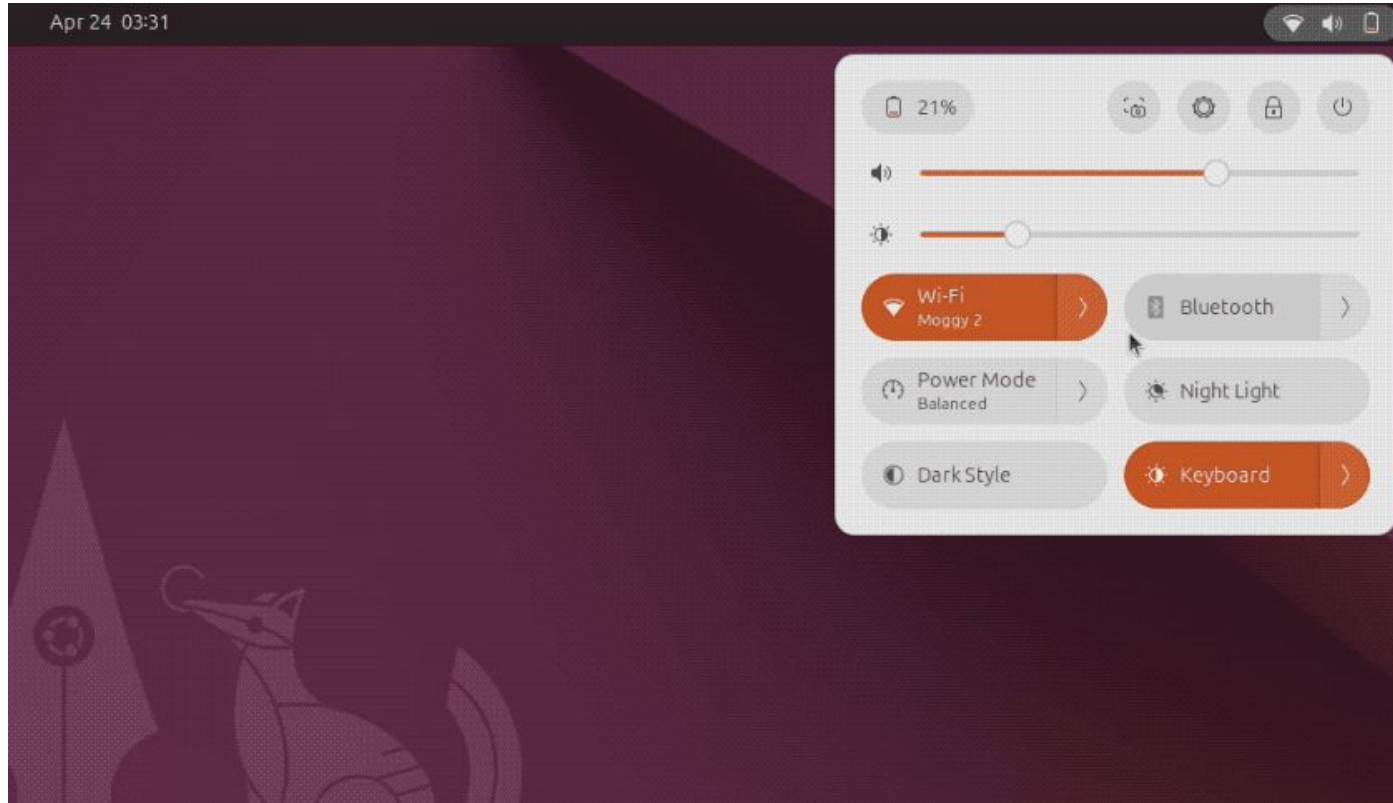 Apr 24 03:31
21%
Wi-Fi
Moggy 2
Bluetooth
Power Mode
Balanced
Night Light
Dark Style
Keyboard